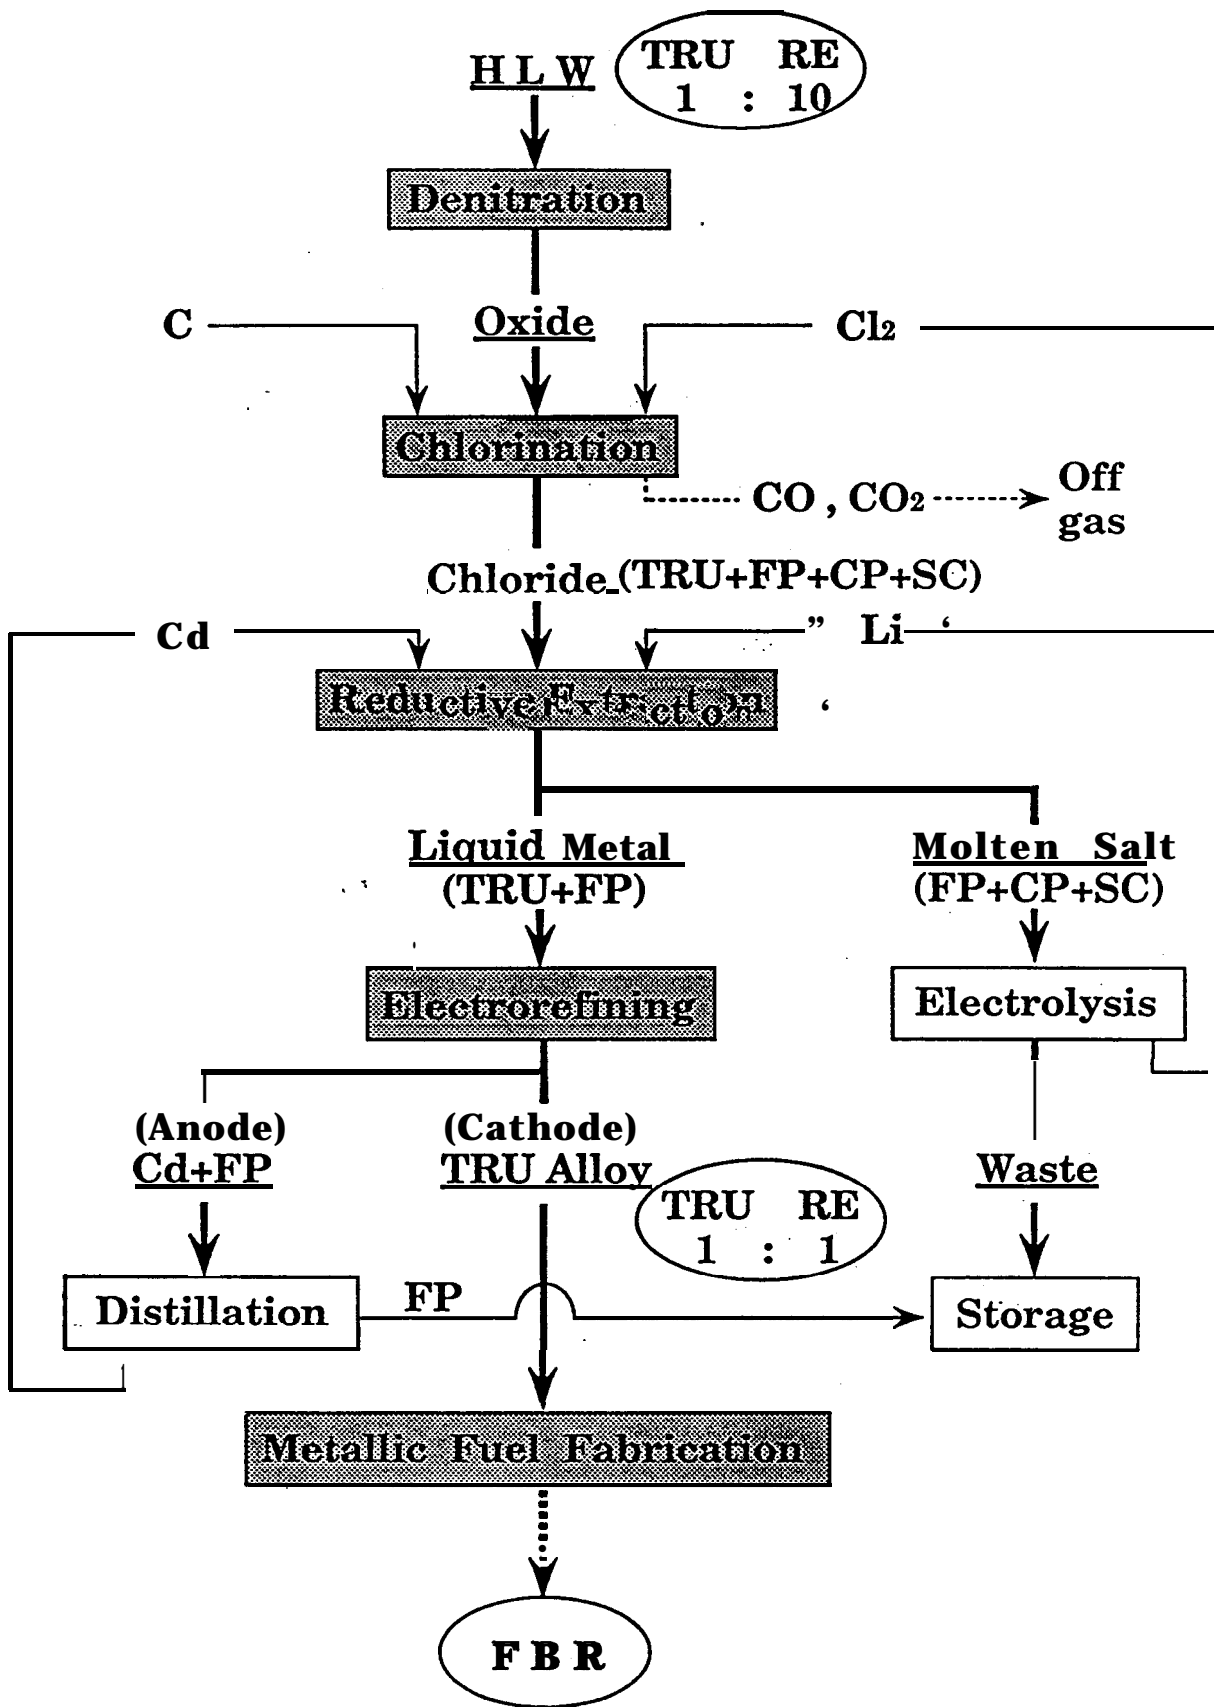 HLW
TRU RE
1 : 10
Denitration
C
Oxide
Cl2
Chlorination
CO , CO2
Off
gas
Chloride (TRU+FP+CP+SC)
Cd
” Li ‘
Reductive Extraction ‘
Liquid Metal
(TRU+FP)
Molten Salt
(FP+CP+SC)
Electrorefining
Electrolysis
(Anode)
Cd+FP
(Cathode)
TRU Alloy
TRU RE
1 : 1
Waste
Distillation
FP
Storage
Metallic Fuel Fabrication
FBR